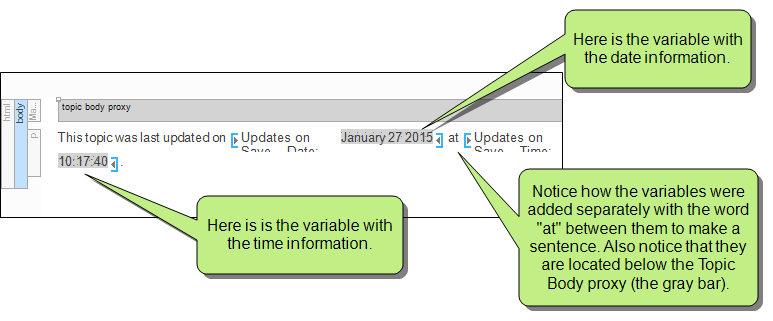 Here is the variable with
the date information.
html
body
Ma...
p
topic body proxy
This topic was last updated on Updates on Save Date: January 27 2015 at Updates on Save Time:
10:17:40 .
Here is is the variable with
the time information.
Notice how the variables were
added separately with the word
"at" between them to make a
sentence. Also notice that they
are located below the Topic
Body proxy (the gray bar).